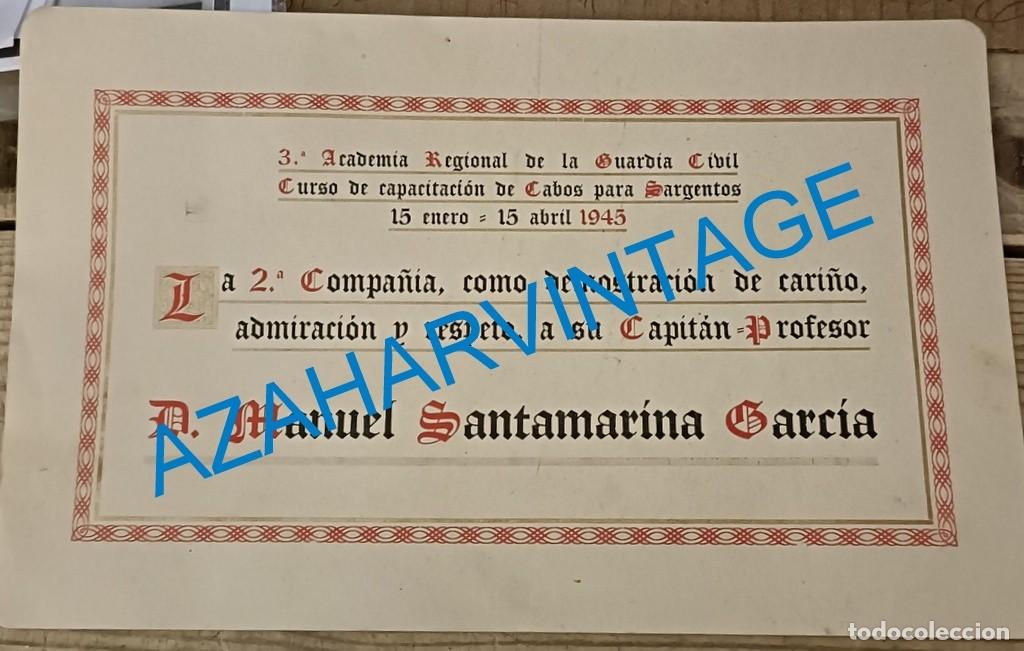 3.ª Academia Regional de la Guardia Civil
Curso de capacitación de Cabos para Sargentos
15 enero = 15 abril 1945
La 2.ª Compañia, como demostración de cariño,
admiración y respeto, a su Capitán=Profesor
D. Manuel Santamarina García
AZAHARVINTAGE
todocoleccion